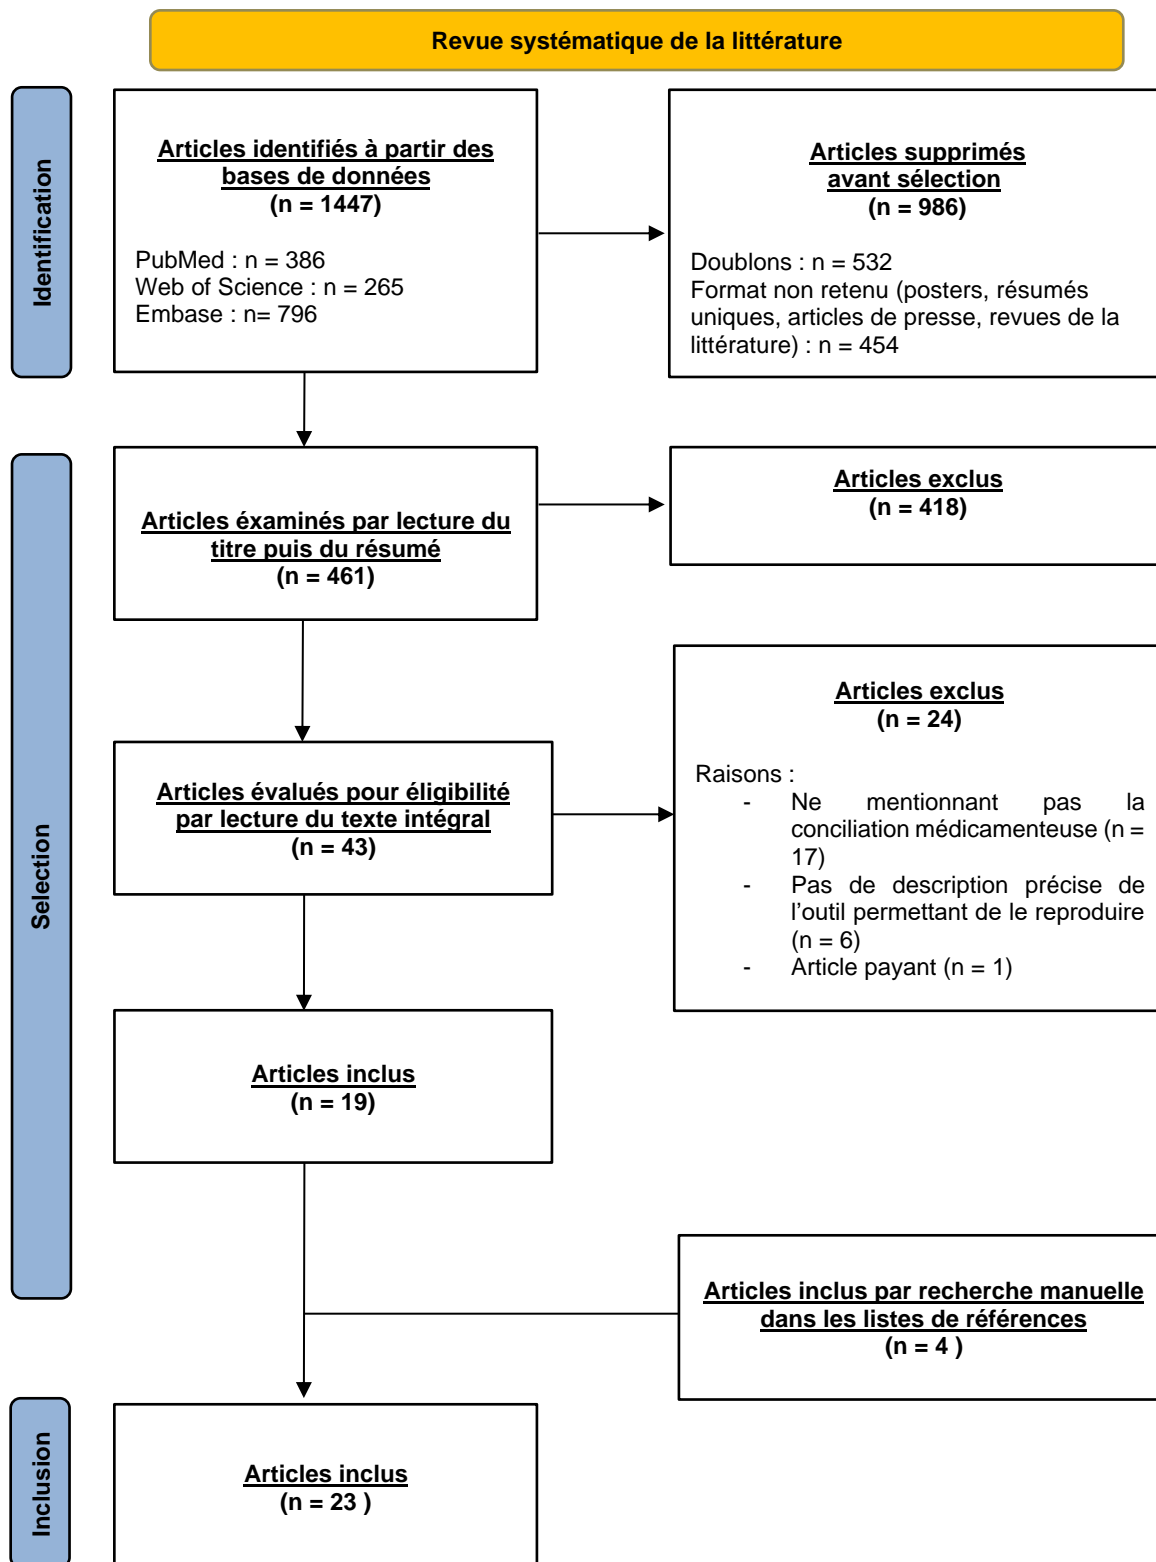 Revue systématique de la littérature
Identification
Articles identifiés à partir des
bases de données
(n = 1447)
PubMed : n = 386
Web of Science : n = 265
Embase : n= 796
Articles supprimés
avant sélection
(n = 986)
Doublons : n = 532
Format non retenu (posters, résumés
uniques, articles de presse, revues de la
littérature) : n = 454
Selection
Articles éxaminés par lecture du
titre puis du résumé
(n = 461)
Articles exclus
(n = 418)
Articles évalués pour éligibilité
par lecture du texte intégral
(n = 43)
Articles exclus
(n = 24)
Raisons :
- Ne mentionnant pas la
conciliation médicamenteuse (n =
17)
- Pas de description précise de
l’outil permettant de le reproduire
(n = 6)
- Article payant (n = 1)
Articles inclus
(n = 19)
Articles inclus par recherche manuelle
dans les listes de références
(n = 4 )
Inclusion
Articles inclus
(n = 23 )